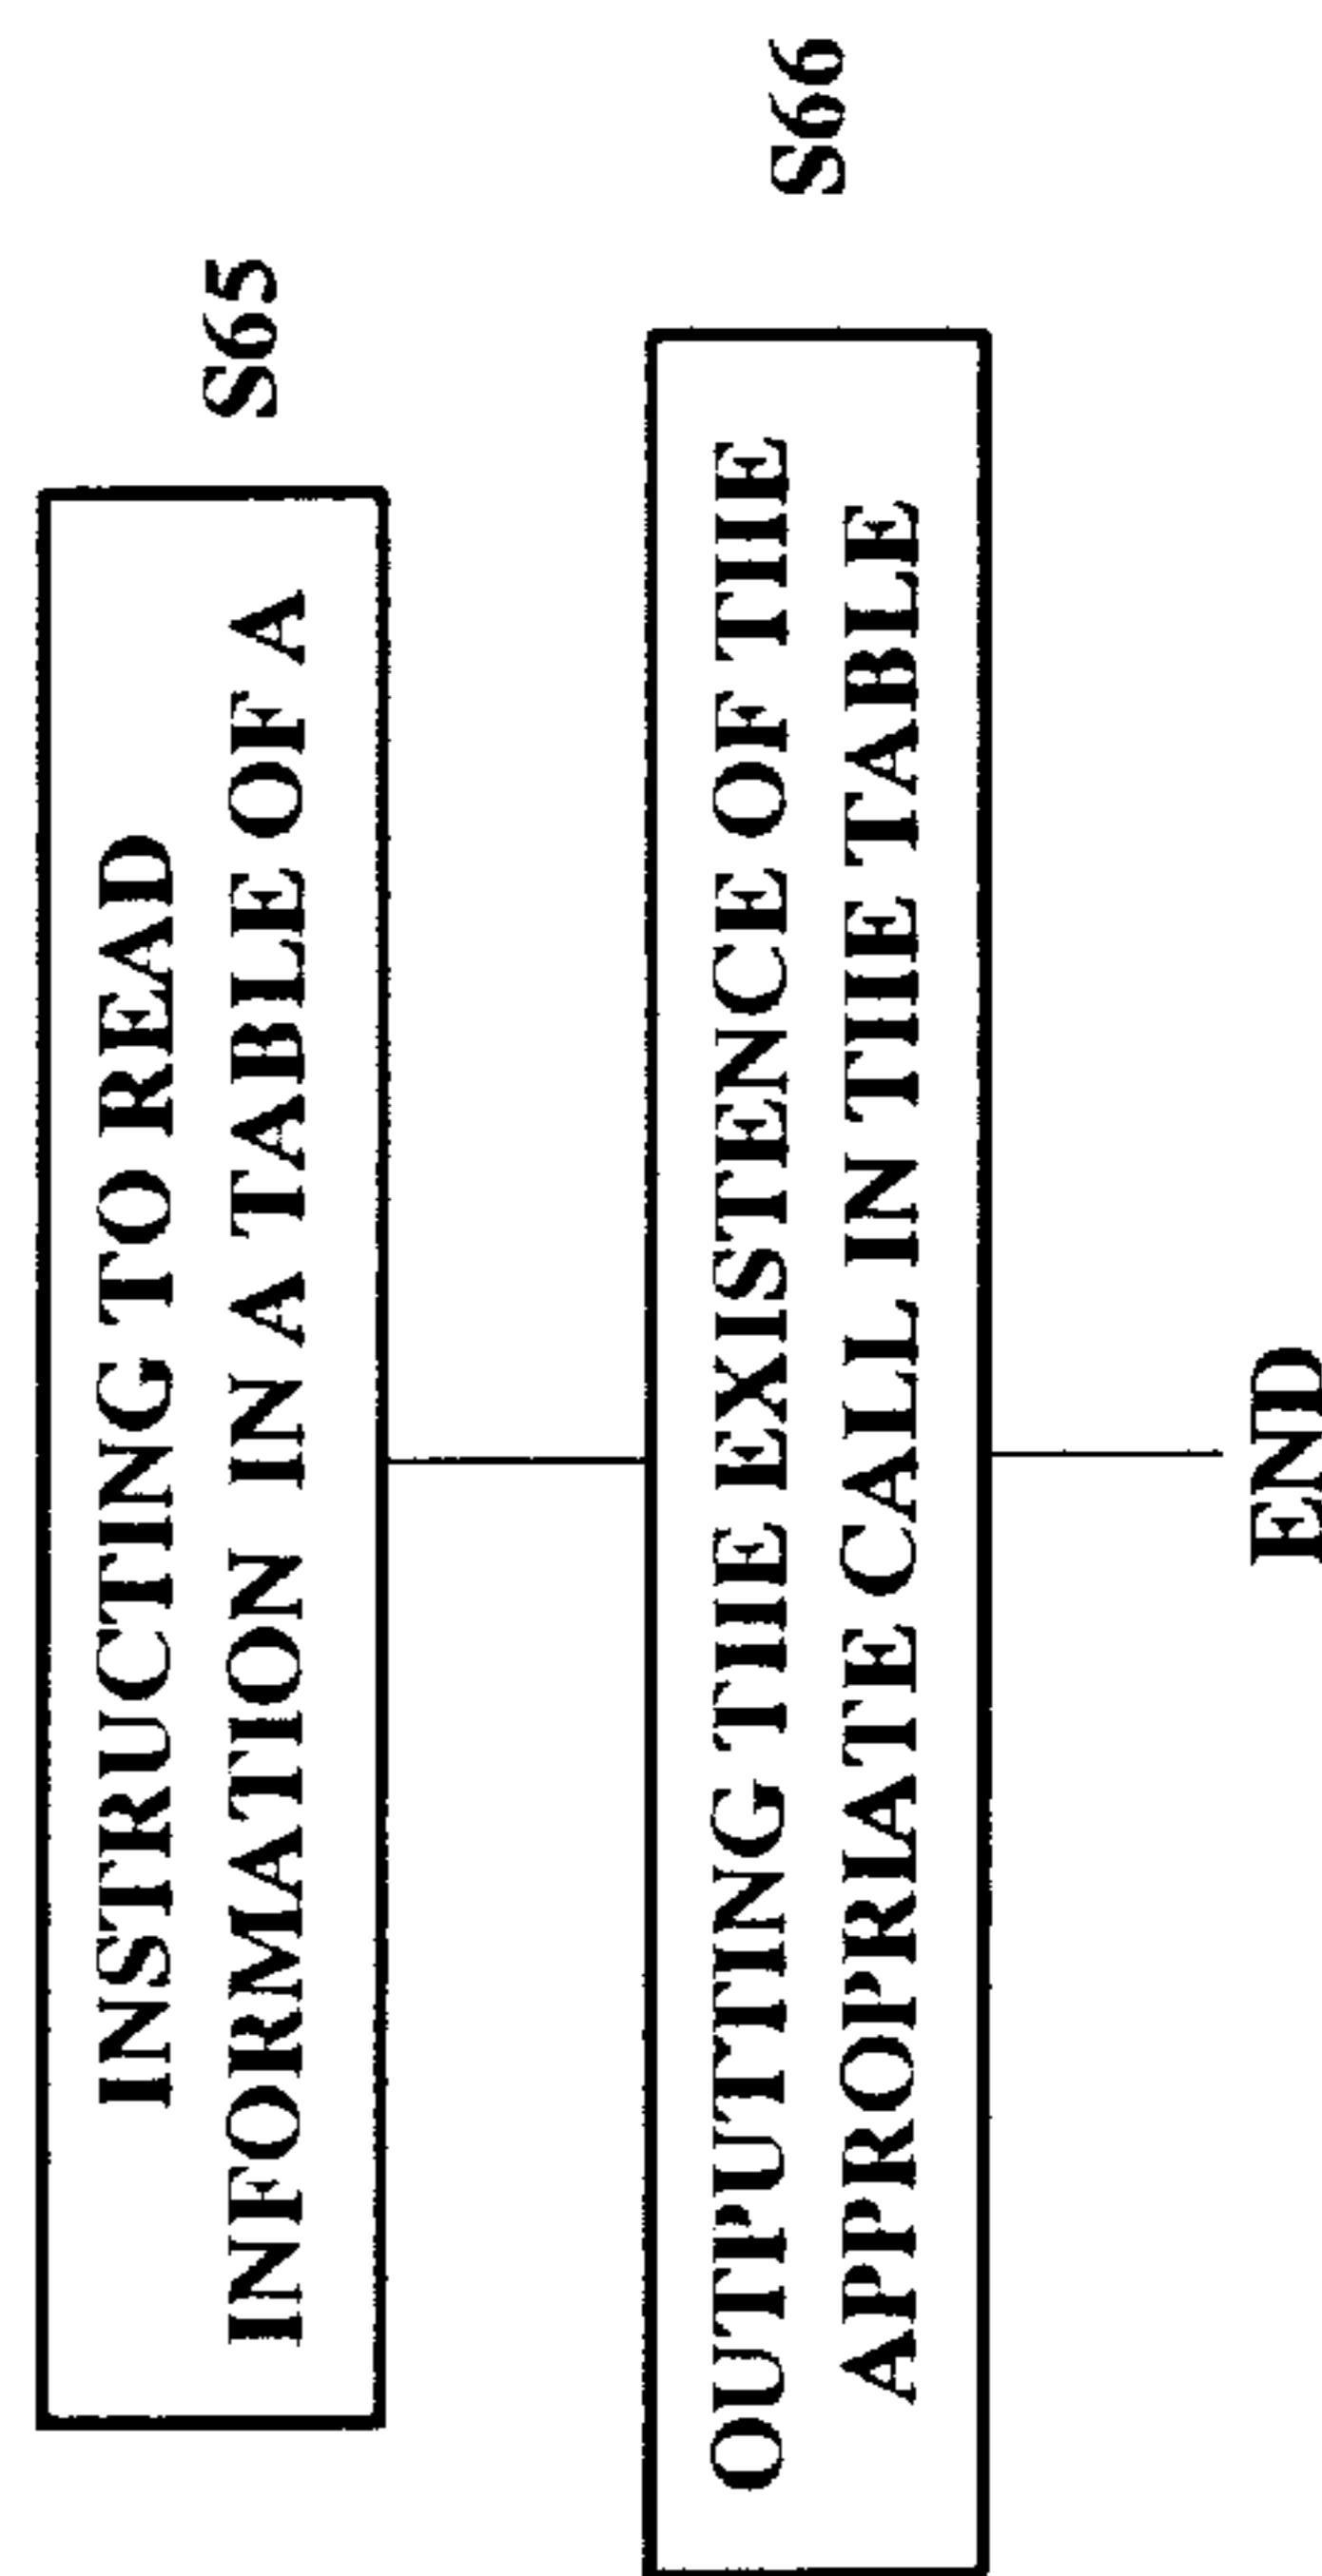 INSTRUCTING TO READ
INFORMATION IN A TABLE OF A
S65
OUTPUTTING THE EXISTENCE OF THE
APPROPRIATE CALL IN THE TABLE
S66
END